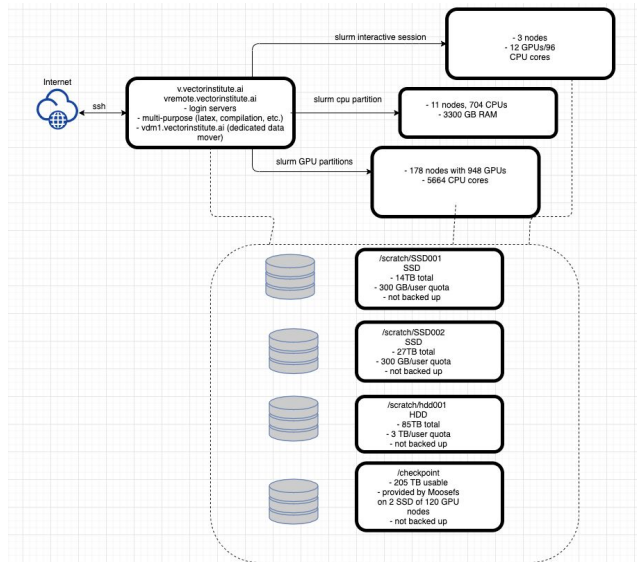 slurm interactive session
- 3 nodes
- 12 GPUs/96
CPU cores
Internet
ssh
v.vectorinstitute.ai
vremote.vectorinstitute.ai
- login servers
- multi-purpose (latex, compilation, etc.)
- vdm1.vectorinstitute.ai (dedicated data
mover)
slurm cpu partition
- 11 nodes, 704 CPUs
- 3300 GB RAM
slurm GPU partitions
- 178 nodes with 948 GPUs
- 5664 CPU cores
/scratch/SSD001
SSD
- 14TB total
- 300 GB/user quota
- not backed up
/scratch/SSD002
SSD
- 27TB total
- 300 GB/user quota
- not backed up
/scratch/hdd001
HDD
- 85TB total
- 3 TB/user quota
- not backed up
/checkpoint
- 205 TB usable
- provided by Moosefs
on 2 SSD of 120 GPU
nodes
- not backed up